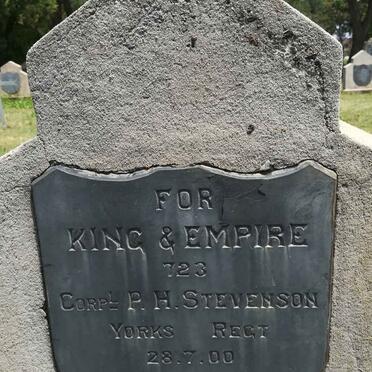 FOR
KING & EMPIRE
723
CORPL P. H. STEVENSON
YORKS REGT
28.7.00